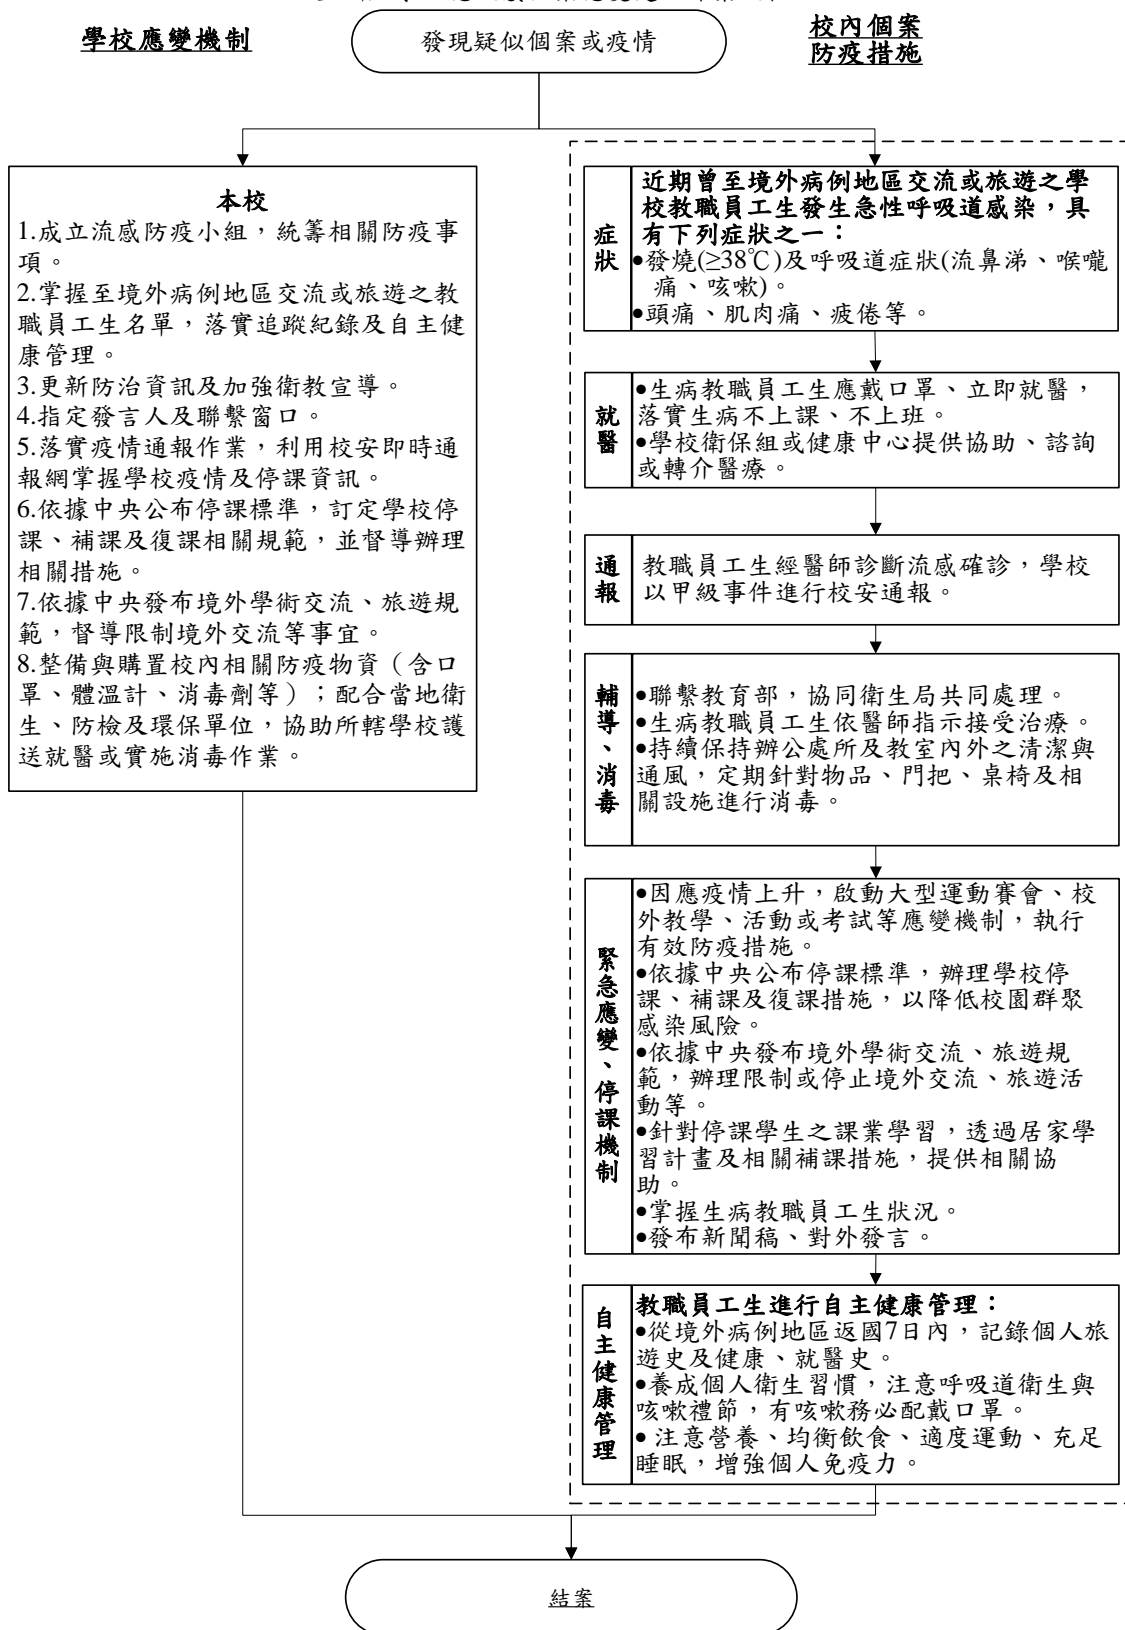 學校應變機制
發現疑似個案或疫情
校內個案
防疫措施
本校
1.成立流感防疫小組，統籌相關防疫事
項。
2.掌握至境外病例地區交流或旅遊之教
職員工生名單，落實追蹤紀錄及自主健
康管理。
3.更新防治資訊及加強衛教宣導。
4.指定發言人及聯繫窗口。
5.落實疫情通報作業，利用校安即時通
報網掌握學校疫情及停課資訊。
6.依據中央公布停課標準，訂定學校停
課、補課及復課相關規範，並督導辦理
相關措施。
7.依據中央發布境外學術交流、旅遊規
範，督導限制境外交流等事宜。
8.整備與購置校內相關防疫物資（含口
罩、體溫計、消毒劑等）；配合當地衛
生、防檢及環保單位，協助所轄學校護
送就醫或實施消毒作業。
症狀
近期曾至境外病例地區交流或旅遊之學
校教職員工生發生急性呼吸道感染，具
有下列症狀之一：
●發燒(≥38℃)及呼吸道症狀(流鼻涕、喉嚨
痛、咳嗽)。
●頭痛、肌肉痛、疲倦等。
就醫
●生病教職員工生應戴口罩、立即就醫，
落實生病不上課、不上班。
●學校衛保組或健康中心提供協助、諮詢
或轉介醫療。
通報
教職員工生經醫師診斷流感確診，學校
以甲級事件進行校安通報。
輔導、消毒
●聯繫教育部，協同衛生局共同處理。
●生病教職員工生依醫師指示接受治療。
●持續保持辦公處所及教室內外之清潔與
通風，定期針對物品、門把、桌椅及相
關設施進行消毒。
緊急應變、停課機制
●因應疫情上升，啟動大型運動賽會、校
外教學、活動或考試等應變機制，執行
有效防疫措施。
●依據中央公布停課標準，辦理學校停
課、補課及復課措施，以降低校園群聚
感染風險。
●依據中央發布境外學術交流、旅遊規
範，辦理限制或停止境外交流、旅遊活
動等。
●針對停課學生之課業學習，透過居家學
習計畫及相關補課措施，提供相關協
助。
●掌握生病教職員工生狀況。
●發布新聞稿、對外發言。
自主健康管理
教職員工生進行自主健康管理：
●從境外病例地區返國7日內，記錄個人旅
遊史及健康、就醫史。
●養成個人衛生習慣，注意呼吸道衛生與
咳嗽禮節，有咳嗽務必配戴口罩。
● 注意營養、均衡飲食、適度運動、充足
睡眠，增強個人免疫力。
結案